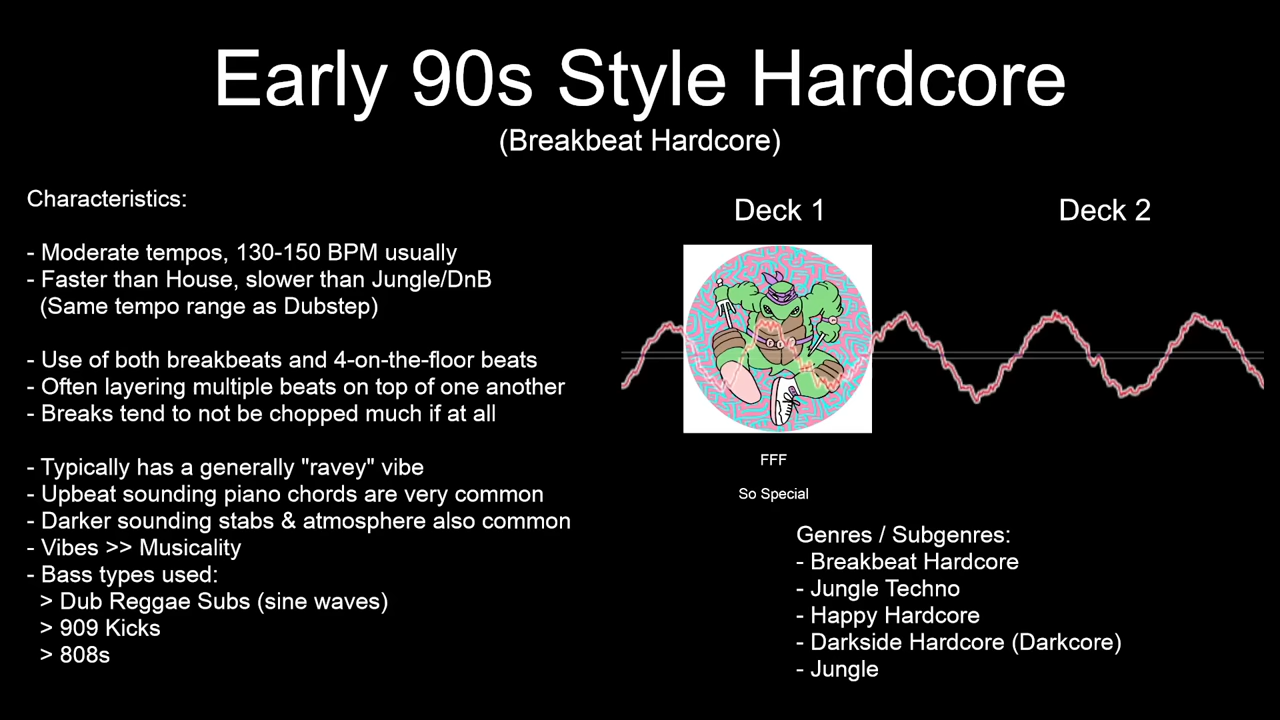 Early 90s Style Hardcore
(Breakbeat Hardcore)
Characteristics:
- Moderate tempos, 130-150 BPM usually
- Faster than House, slower than Jungle/DnB
(Same tempo range as Dubstep)
- Use of both breakbeats and 4-on-the-floor beats
- Often layering multiple beats on top of one another
- Breaks tend to not be chopped much if at all
- Typically has a generally "ravey" vibe
- Upbeat sounding piano chords are very common
- Darker sounding stabs & atmosphere also common
- Vibes >> Musicality
- Bass types used:
> Dub Reggae Subs (sine waves)
> 909 Kicks
> 808s
Deck 1
Deck 2
FFF
So Special
Genres / Subgenres:
- Breakbeat Hardcore
- Jungle Techno
- Happy Hardcore
- Darkside Hardcore (Darkcore)
- Jungle